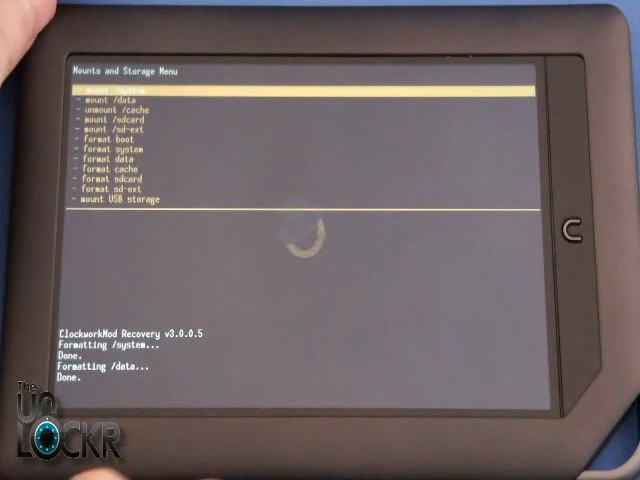 Mounts and Storage Menu
- mount /system
- mount /data
- unmount /cache
- mount /sdcard
- mount /sd-ext
- format boot
- format system
- format data
- format cache
- format sdcard
- format sd-ext
- mount USB storage
ClockworkMod Recovery v3.0.0.5
Formatting /system...
Done.
Formatting /data...
Done.
The
UNLOCKR